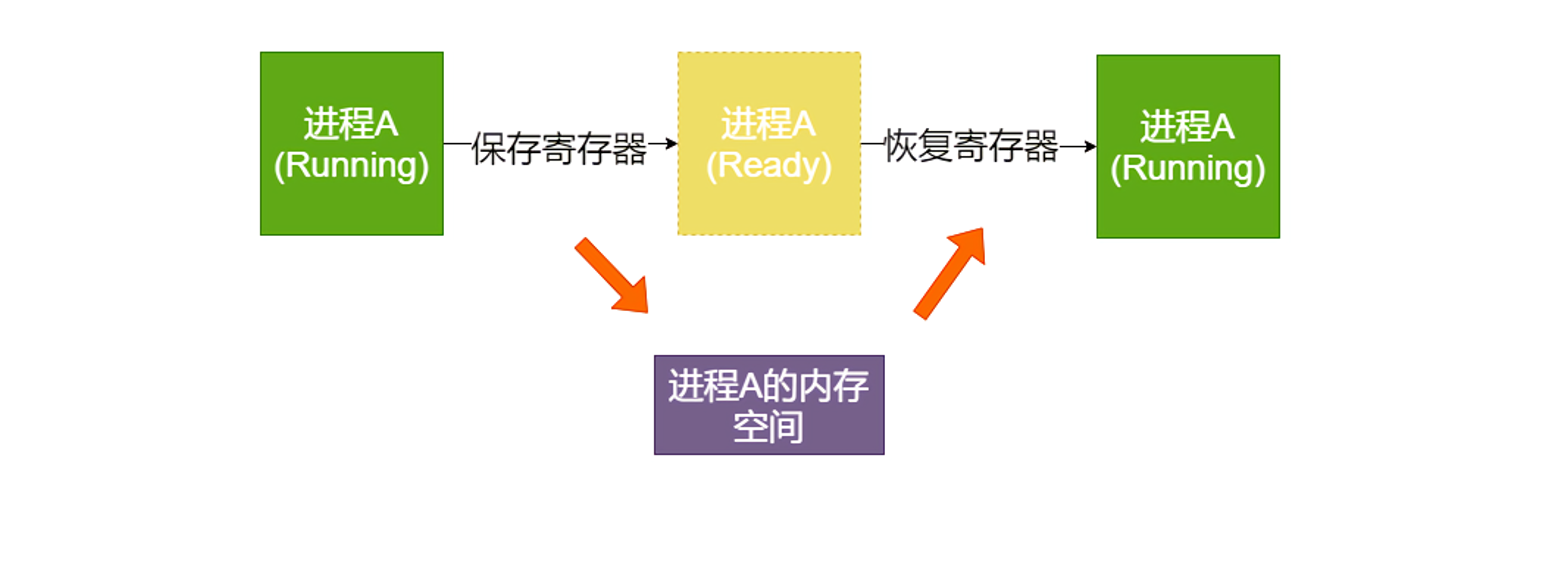 进程A
(Running)
保存寄存器
进程A
(Ready)
恢复寄存器
进程A
(Running)
进程A的内存
空间